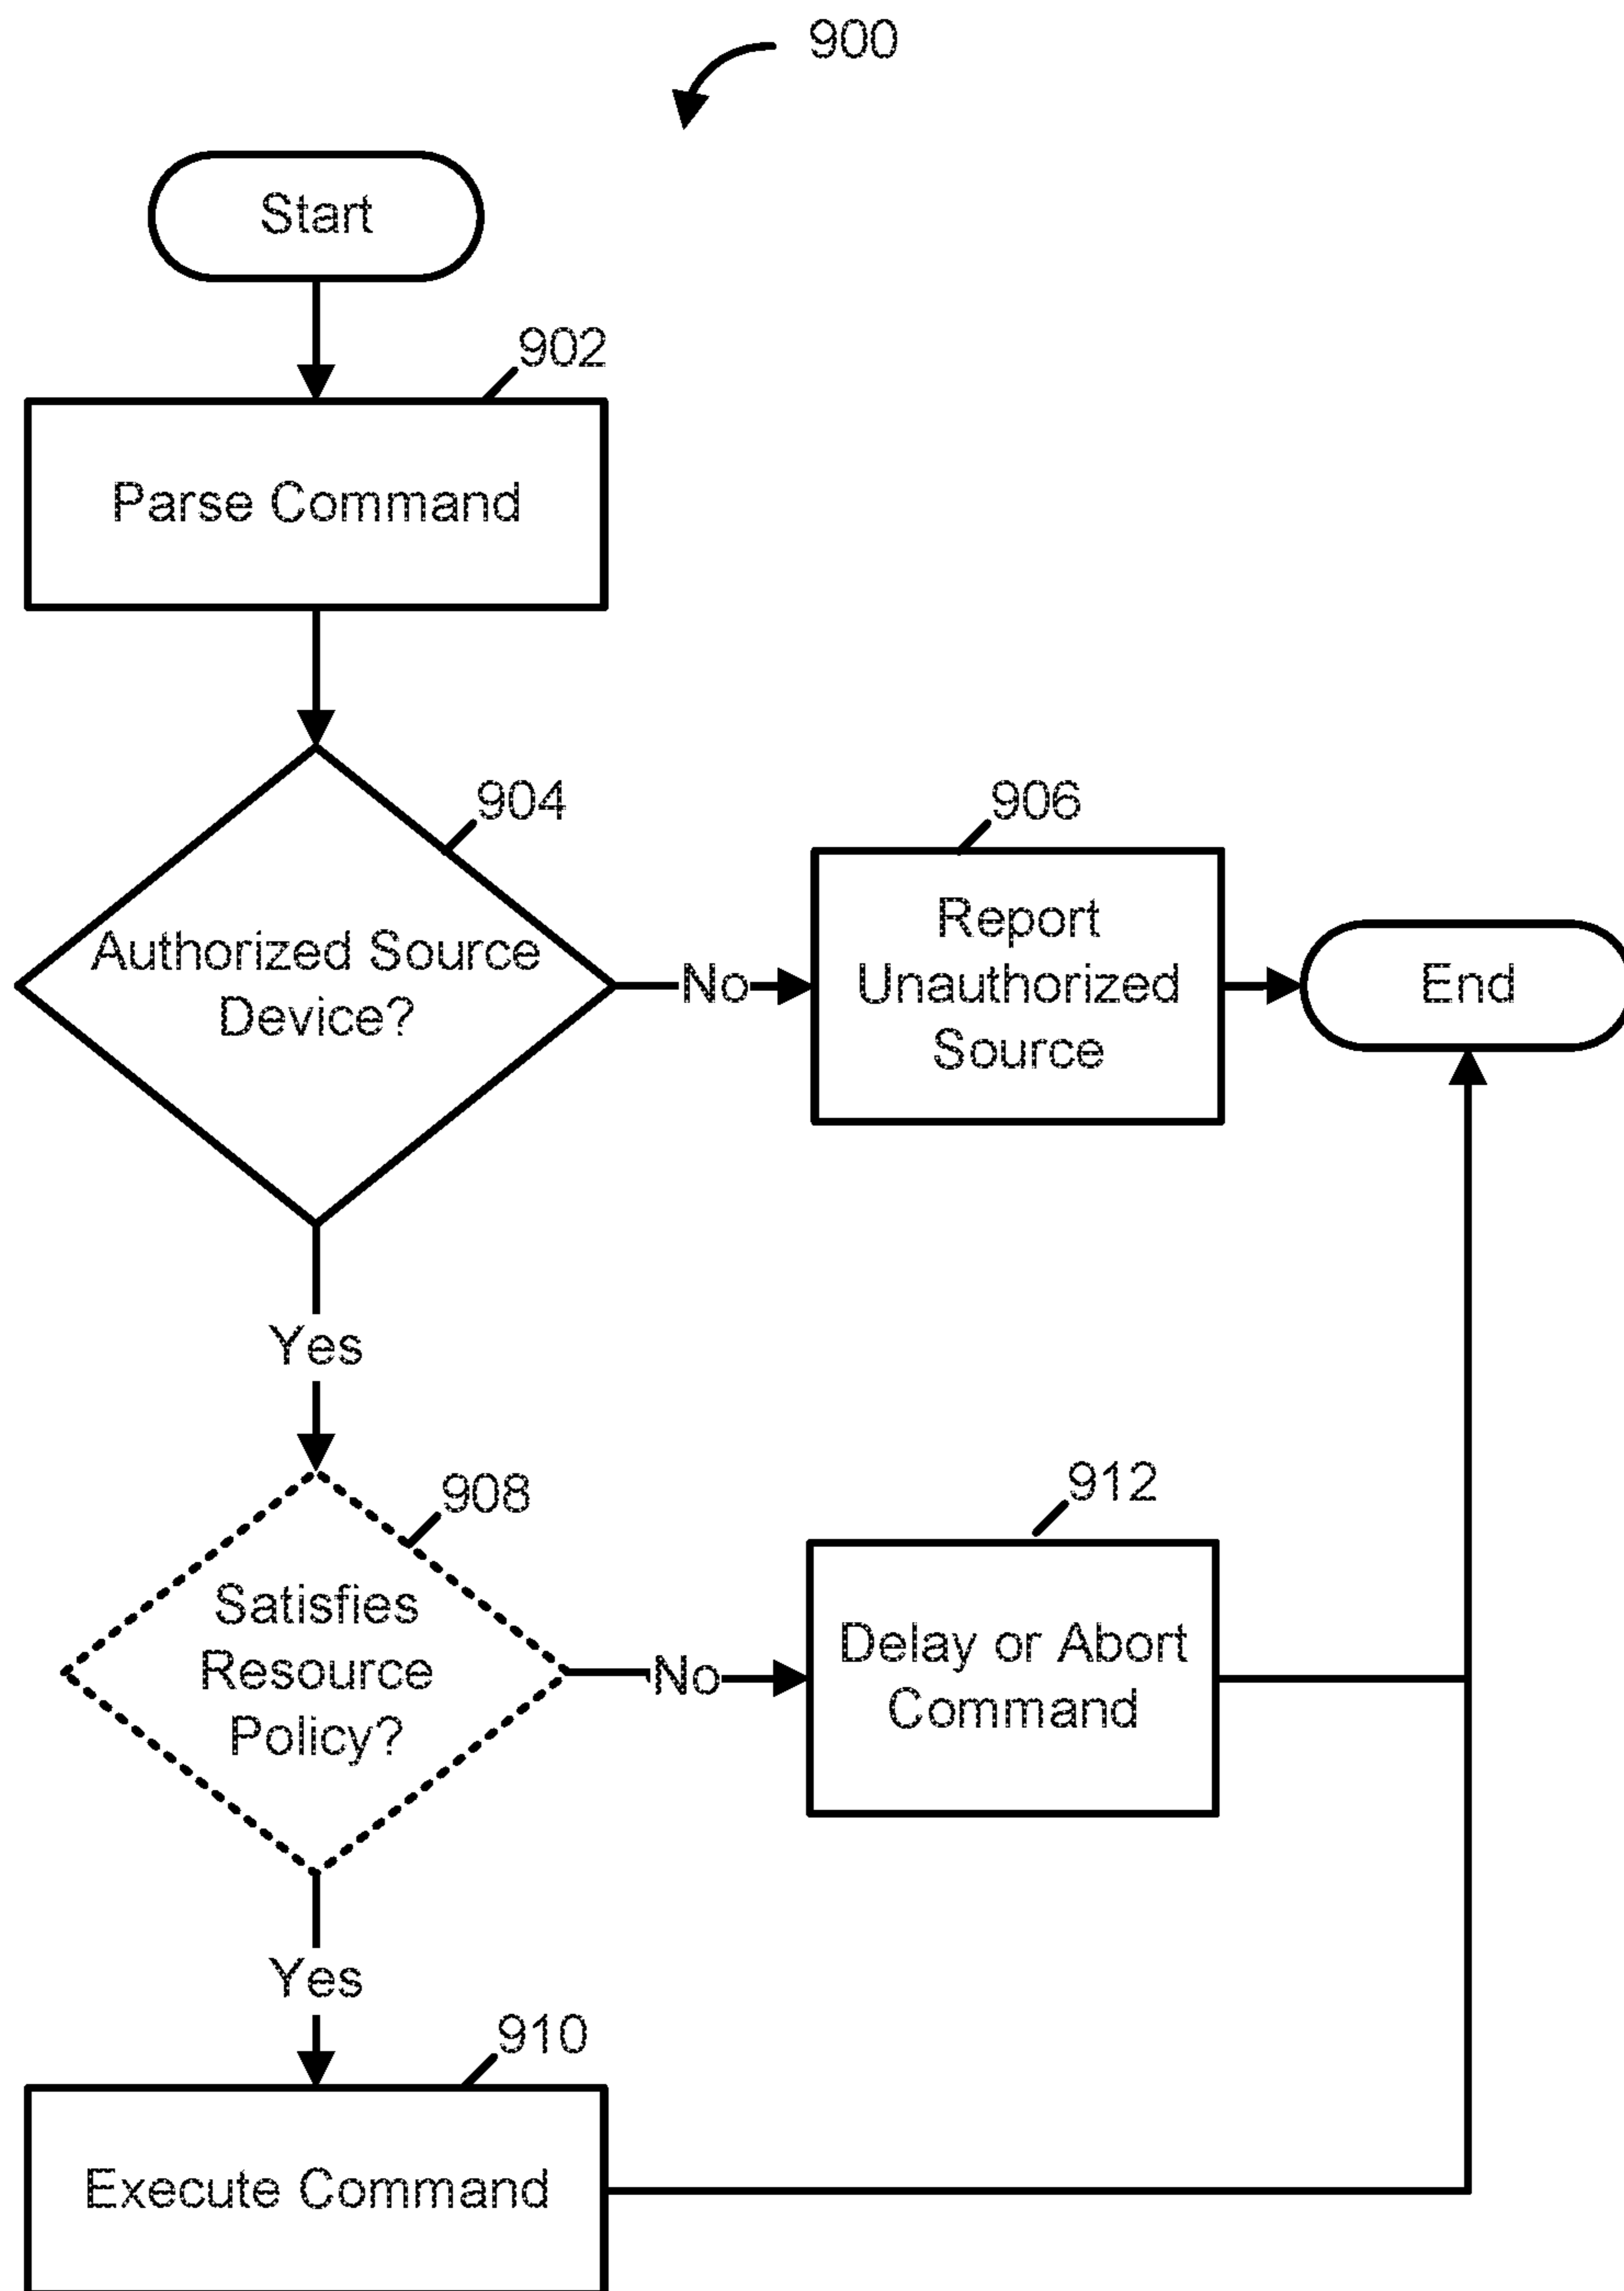 900
Start
902
Parse Command
904
Authorized Source
Device?
No
906
Report
Unauthorized
Source
End
Yes
908
Satisfies
Resource
Policy?
No
912
Delay or Abort
Command
Yes
910
Execute Command